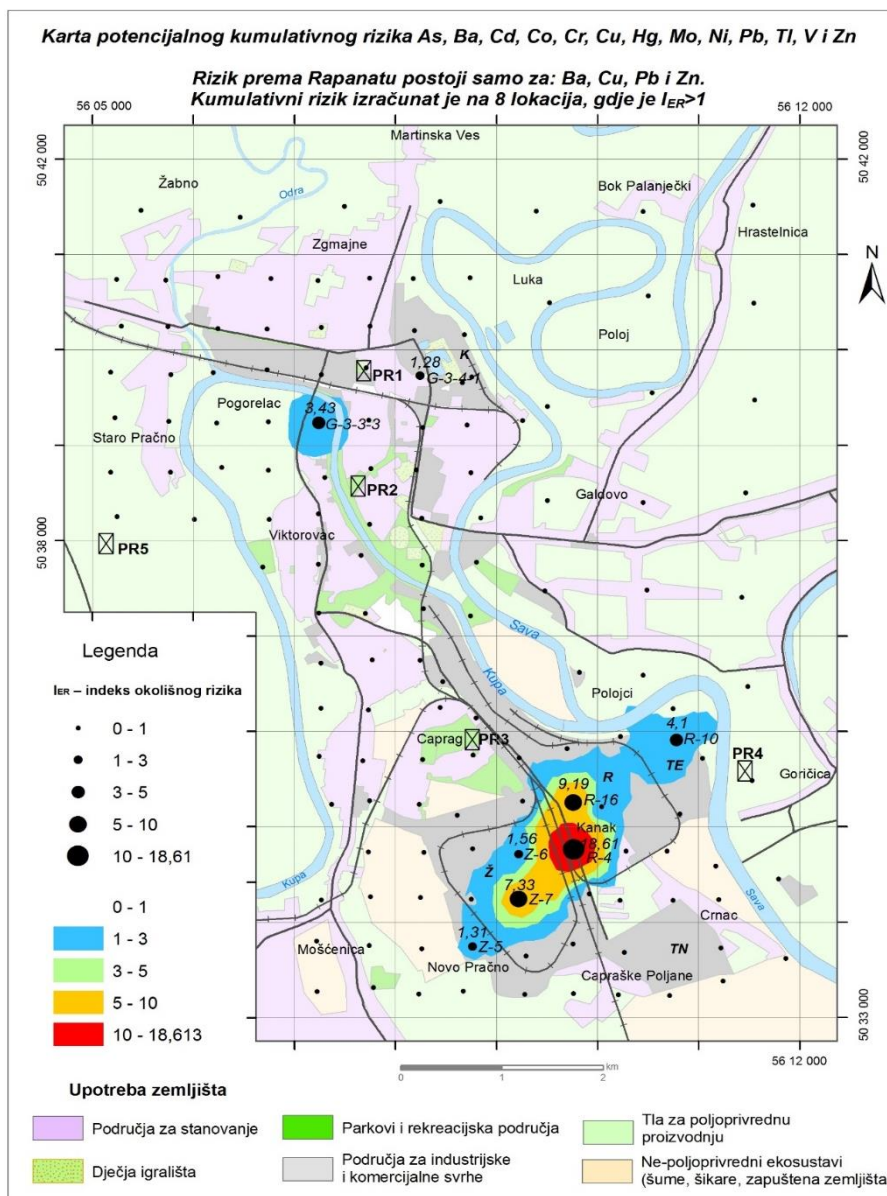 Karta potencijalnog kumulativnog rizika As, Ba, Cd, Co, Cr, Cu, Hg, Mo, Ni, Pb, Tl, V i Zn
Rizik prema Rapanatu postoji samo za: Ba, Cu, Pb i Zn.
Kumulativni rizik izračunat je na 8 lokacija, gdje je IER>1
56 05 000
56 12 000
50 42 000
50 42 000
Martinska Ves
Žabno
Odra
Bok Palanječki
Zgmajne
Hrastelnica
N
Luka
Poloj
K
1,28
G-3-4-1
PR1
Pogorelac
3,43
G-3-3-3
Staro Pračno
PR2
Galdovo
Viktorovac
50 38 000
PR5
50 38 000
Sava
Kupa
Polojci
Caprag
PR3
4,1
R-10
TE
PR4
Goričica
R
9,19
R-16
Kanak
18,61
R-4
1,56
Z-6
Ž
7,33
Z-7
1,31
Z-5
Kupa
Sava
Mošćenica
Novo Pračno
Crnac
TN
Capraške Poljane
50 33 000
56 12 000
0
1
2
km
Legenda
IER – indeks okolišnog rizika
0 - 1
1 - 3
3 - 5
5 - 10
10 - 18,61
0 - 1
1 - 3
3 - 5
5 - 10
10 - 18,613
Upotreba zemljišta
Područja za stanovanje
Dječja igrališta
Parkovi i rekreacijska područja
Područja za industrijske
i komercijalne svrhe
Tla za poljoprivrednu
proizvodnju
Ne-poljoprivredni ekosustavi
(šume, šikare, zapuštena zemljišta